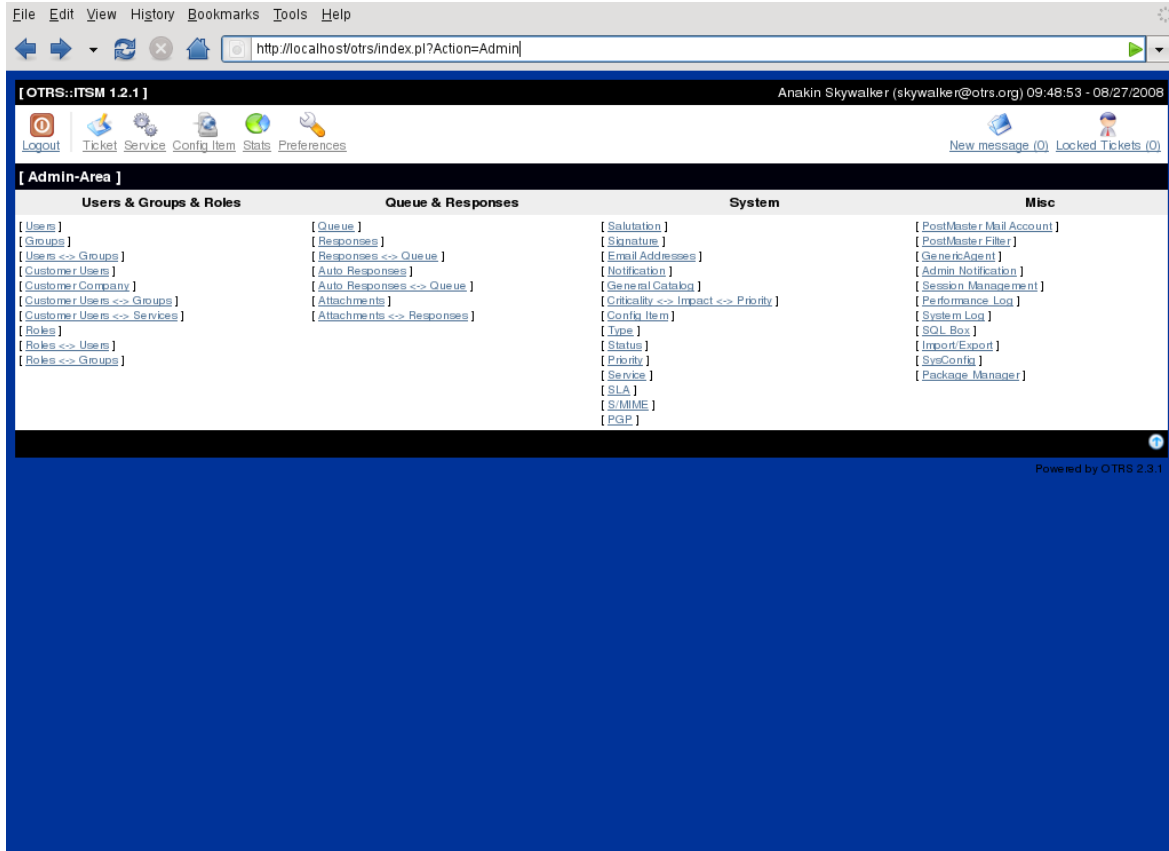 File Edit View History Bookmarks Tools Help
http://localhost/otrs/index.pl?Action=Admin
[ OTRS::ITSM 1.2.1 ] Anakin Skywalker (skywalker@otrs.org) 09:48:53 - 08/27/2008
Logout Ticket Service Config Item Stats Preferences New message (0) Locked Tickets (0)
[ Admin-Area ]
Users & Groups & Roles
[ Users ]
[ Groups ]
[ Users <-> Groups ]
[ Customer Users ]
[ Customer Company ]
[ Customer Users <-> Groups ]
[ Customer Users <-> Services ]
[ Roles ]
[ Roles <-> Users ]
[ Roles <-> Groups ]
Queue & Responses
[ Queue ]
[ Responses ]
[ Responses <-> Queue ]
[ Auto Responses ]
[ Auto Responses <-> Queue ]
[ Attachments ]
[ Attachments <-> Responses ]
System
[ Salutation ]
[ Signature ]
[ Email Addresses ]
[ Notification ]
[ General Catalog ]
[ Criticality <-> Impact <-> Priority ]
[ Config Item ]
[ Type ]
[ Status ]
[ Priority ]
[ Service ]
[ SLA ]
[ S/MIME ]
[ PGP ]
Misc
[ PostMaster Mail Account ]
[ PostMaster Filter ]
[ GenericAgent ]
[ Admin Notification ]
[ Session Management ]
[ Performance Log ]
[ System Log ]
[ SQL Box ]
[ Import/Export ]
[ SysConfig ]
[ Package Manager ]
Powered by OTRS 2.3.1